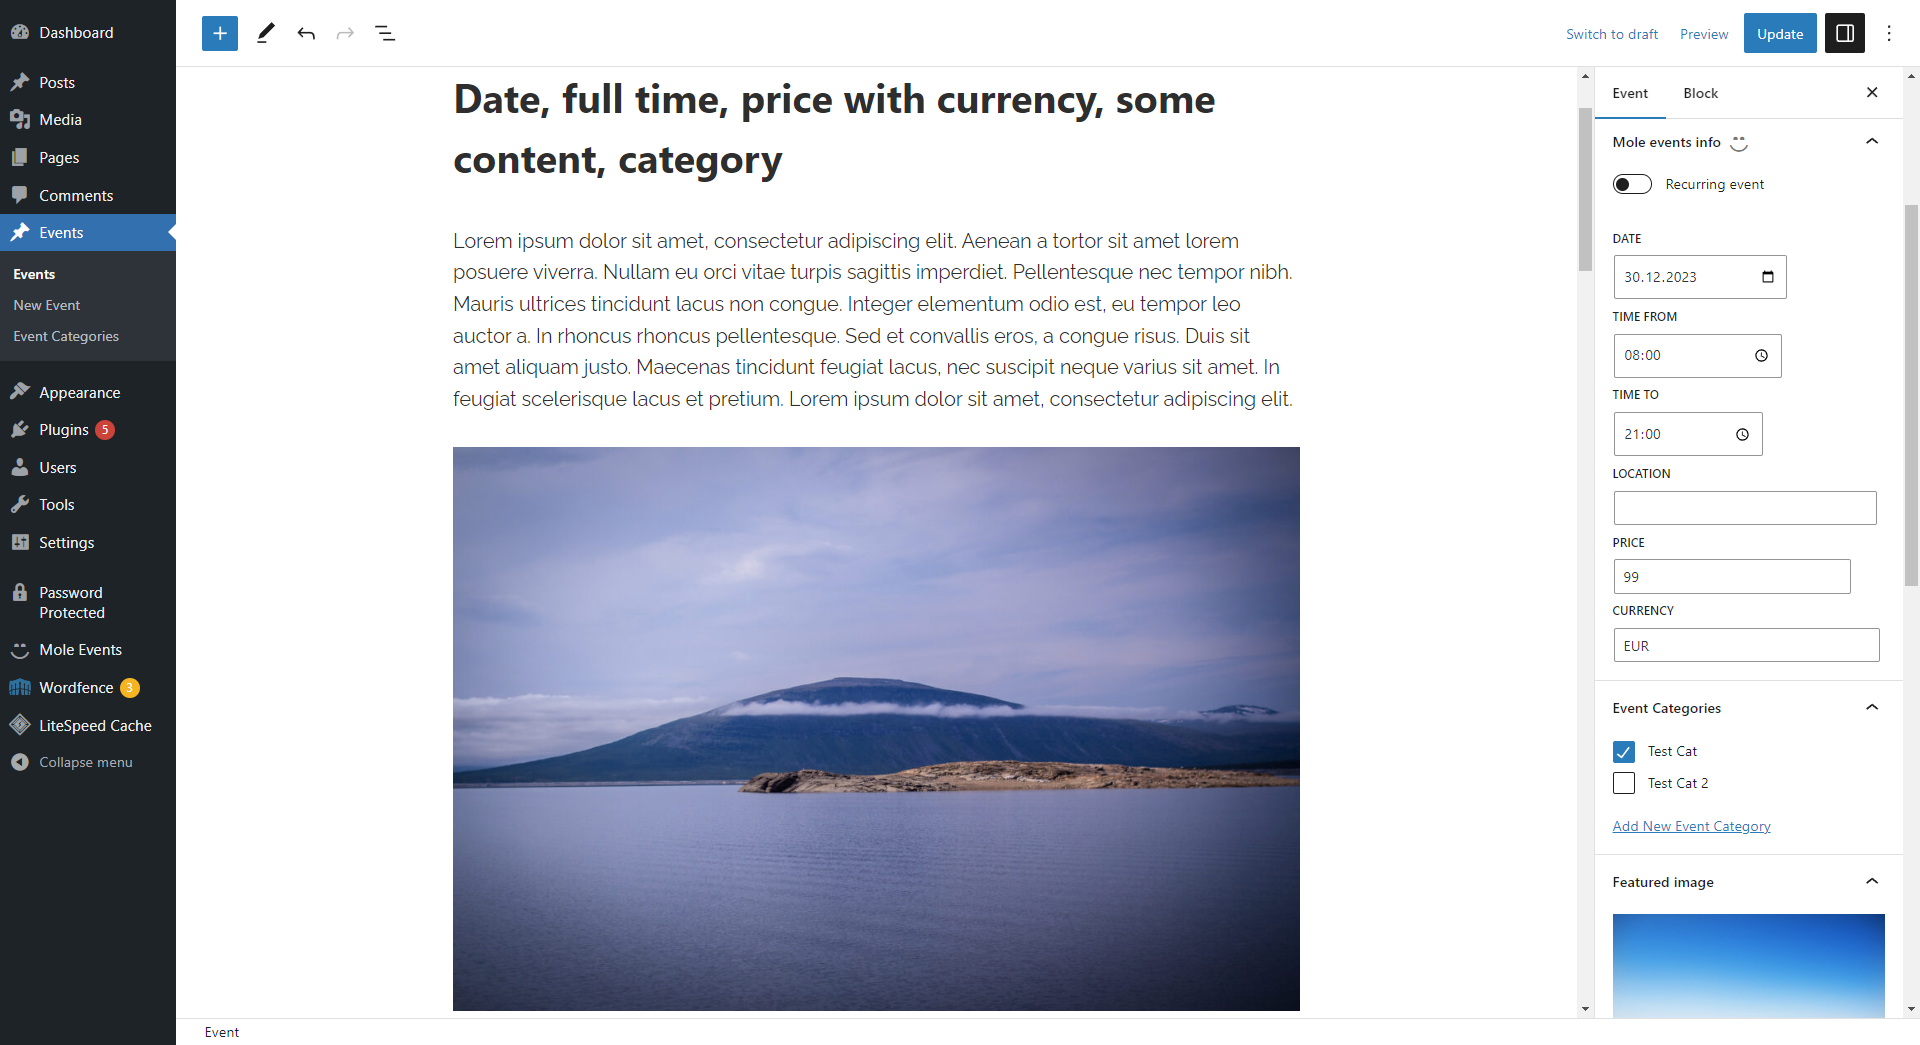 Dashboard
Posts
Media
Pages
Comments
Events
Events
New Event
Event Categories
Appearance
Plugins 5
Users
Tools
Settings
Password
Protected
Mole Events
Wordfence 3
LiteSpeed Cache
Collapse menu
Switch to draft
Preview
Update
Date, full time, price with currency, some
content, category
Lorem ipsum dolor sit amet, consectetur adipiscing elit. Aenean a tortor sit amet lorem
posuere viverra. Nullam eu orci vitae turpis sagittis imperdiet. Pellentesque nec tempor nibh.
Mauris ultrices tincidunt lacus non congue. Integer elementum odio est, eu tempor leo
auctor a. In rhoncus rhoncus pellentesque. Sed et convallis eros, a congue risus. Duis sit
amet aliquam justo. Maecenas tincidunt feugiat lacus, nec suscipit neque varius sit amet. In
feugiat scelerisque lacus et pretium. Lorem ipsum dolor sit amet, consectetur adipiscing elit.
Event
Block
Mole events info
Recurring event
DATE
30.12.2023
TIME FROM
08:00
TIME TO
21:00
LOCATION
PRICE
99
CURRENCY
EUR
Event Categories
Test Cat
Test Cat 2
Add New Event Category
Featured image
Event